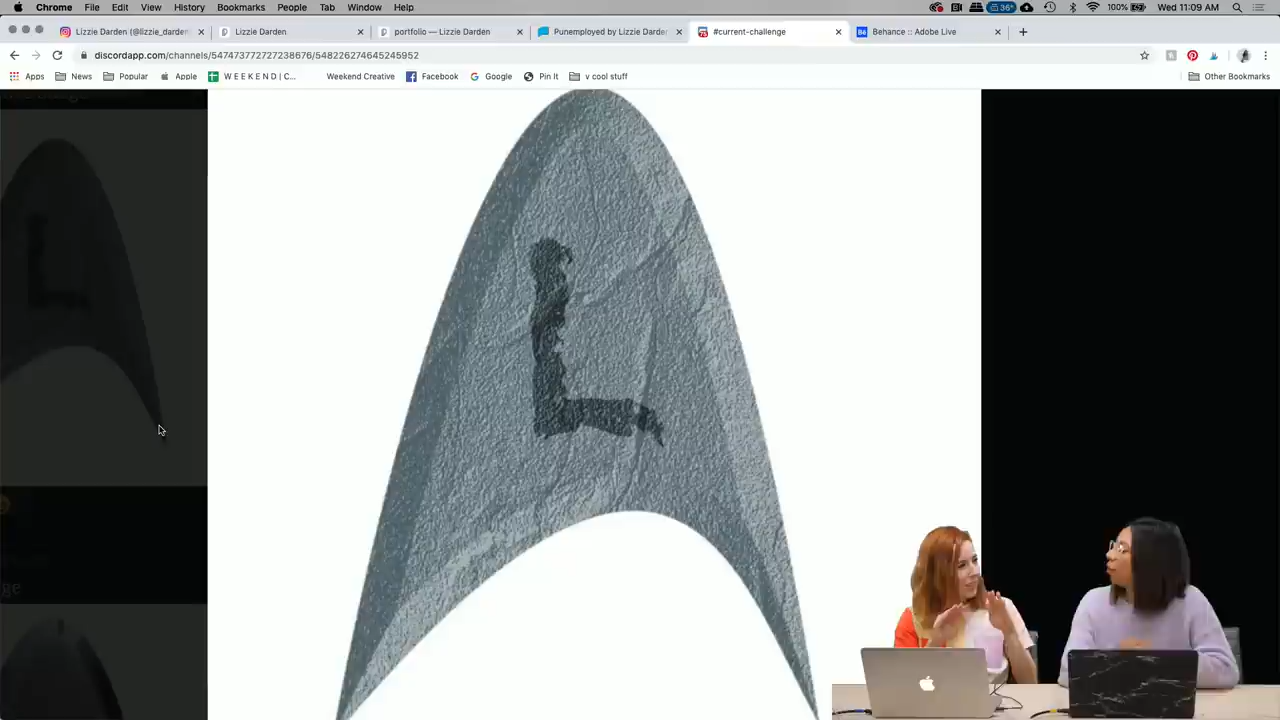 Chrome File Edit View History Bookmarks People Tab Window Help
36° 100% Wed 11:09 AM
Lizzie Darden (@lizzie_darden Lizzie Darden portfolio — Lizzie Darden Punemployed by Lizzie Darden #current-challenge Behance :: Adobe Live
discordapp.com/channels/547473772727238676/548226274645245952
Apps News Popular Apple W E E K E N D | C... Weekend Creative Facebook Google Pin It v cool stuff Other Bookmarks
L
ge